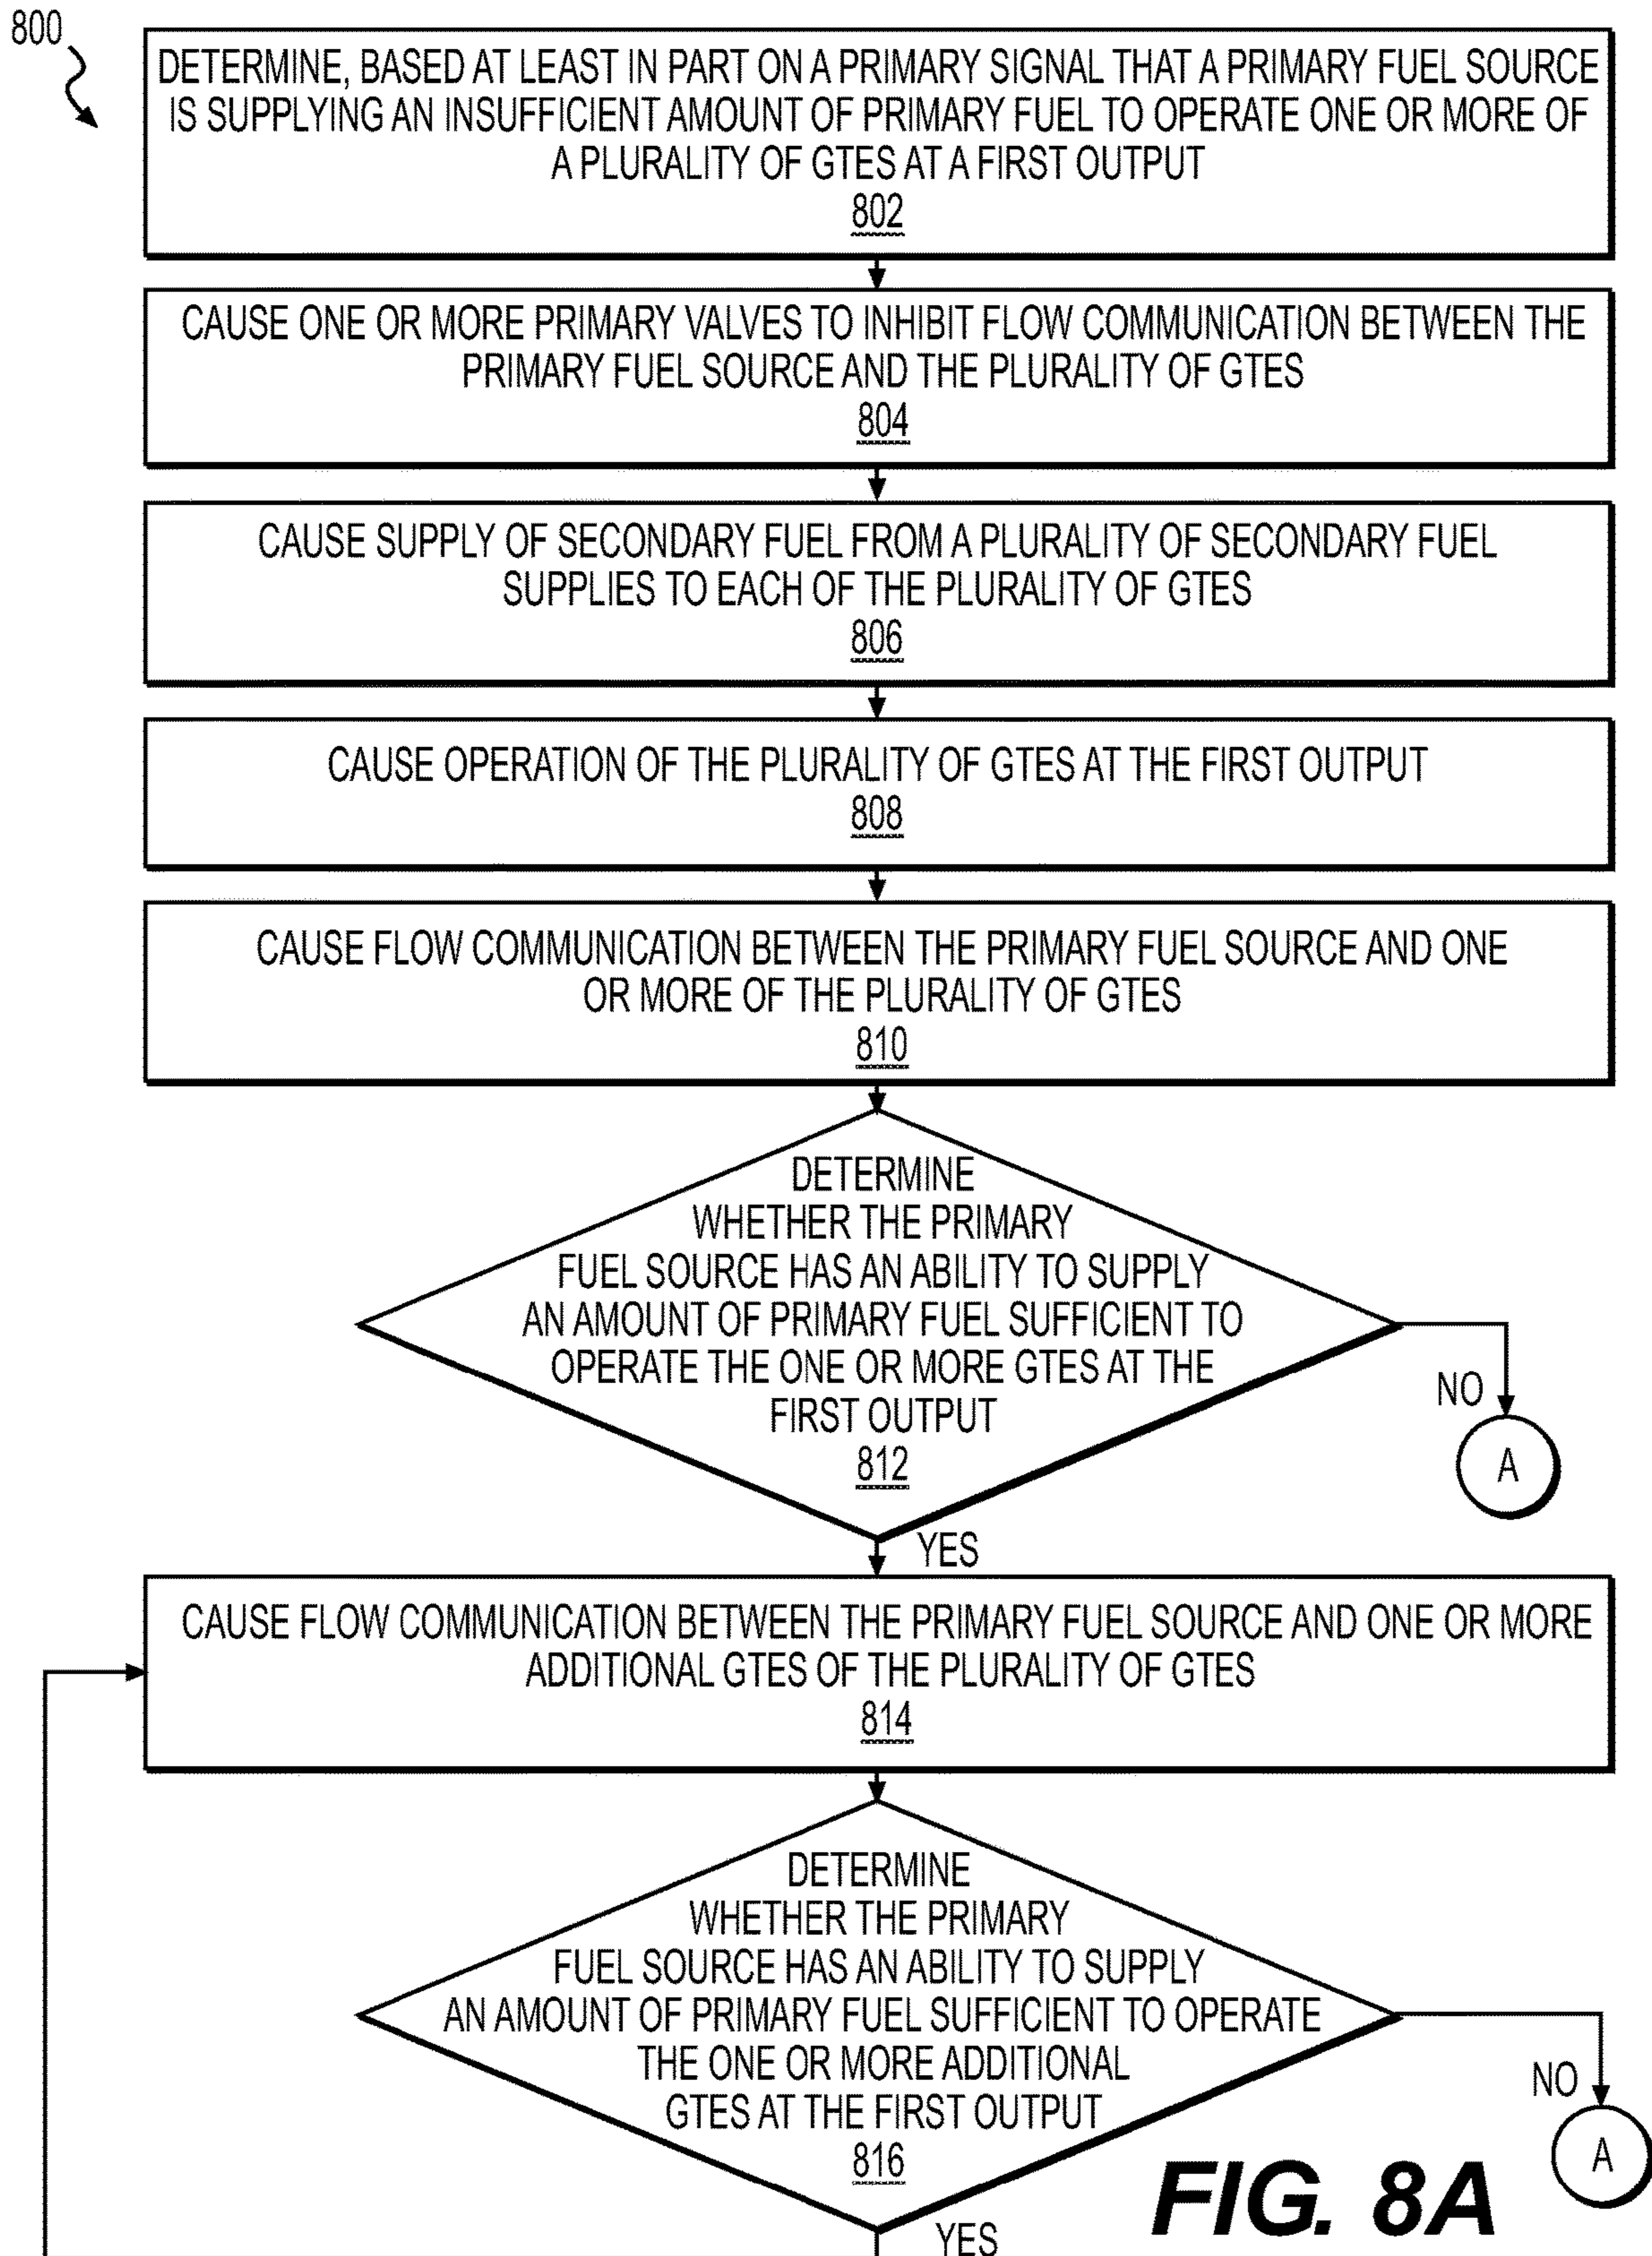 800
DETERMINE, BASED AT LEAST IN PART ON A PRIMARY SIGNAL THAT A PRIMARY FUEL SOURCE
IS SUPPLYING AN INSUFFICIENT AMOUNT OF PRIMARY FUEL TO OPERATE ONE OR MORE OF
A PLURALITY OF GTES AT A FIRST OUTPUT
802
CAUSE ONE OR MORE PRIMARY VALVES TO INHIBIT FLOW COMMUNICATION BETWEEN THE
PRIMARY FUEL SOURCE AND THE PLURALITY OF GTES
804
CAUSE SUPPLY OF SECONDARY FUEL FROM A PLURALITY OF SECONDARY FUEL
SUPPLIES TO EACH OF THE PLURALITY OF GTES
806
CAUSE OPERATION OF THE PLURALITY OF GTES AT THE FIRST OUTPUT
808
CAUSE FLOW COMMUNICATION BETWEEN THE PRIMARY FUEL SOURCE AND ONE
OR MORE OF THE PLURALITY OF GTES
810
DETERMINE
WHETHER THE PRIMARY
FUEL SOURCE HAS AN ABILITY TO SUPPLY
AN AMOUNT OF PRIMARY FUEL SUFFICIENT TO
OPERATE THE ONE OR MORE GTES AT THE
FIRST OUTPUT
812
NO
A
YES
CAUSE FLOW COMMUNICATION BETWEEN THE PRIMARY FUEL SOURCE AND ONE OR MORE
ADDITIONAL GTES OF THE PLURALITY OF GTES
814
DETERMINE
WHETHER THE PRIMARY
FUEL SOURCE HAS AN ABILITY TO SUPPLY
AN AMOUNT OF PRIMARY FUEL SUFFICIENT TO OPERATE
THE ONE OR MORE ADDITIONAL
GTES AT THE FIRST OUTPUT
816
NO
A
YES
FIG. 8A